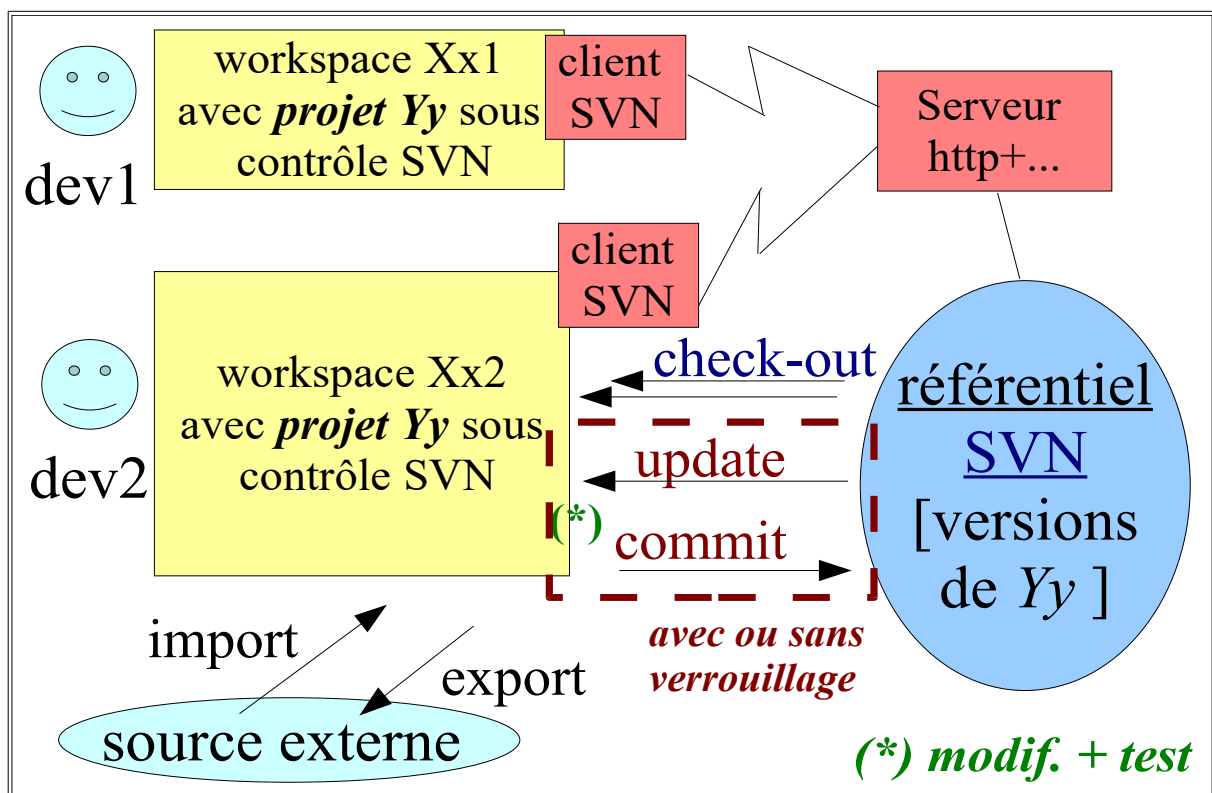 workspace Xx1
avec projet Yy sous
contrôle SVN
client
SVN
Serveur
http+...
dev1
client
SVN
workspace Xx2
avec projet Yy sous
contrôle SVN
dev2
check-out
update
(*)
commit
référentiel
SVN
[versions
de Yy ]
avec ou sans
verrouillage
import
export
source externe
(*) modif. + test